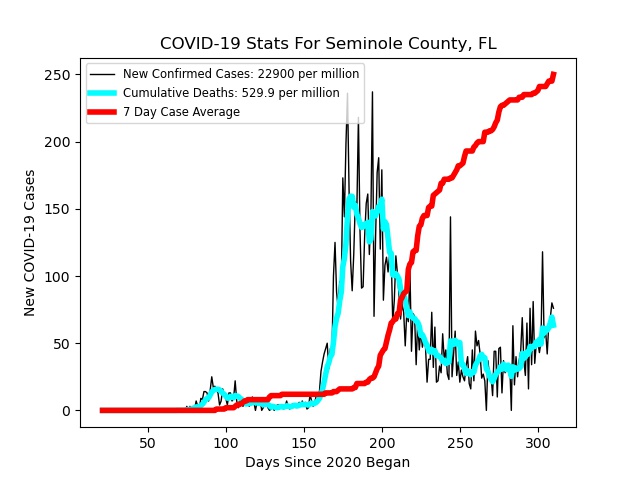 COVID-19 Stats For Seminole County, FL
New Confirmed Cases: 22900 per million
Cumulative Deaths: 529.9 per million
7 Day Case Average
250
200
150
100
50
0
New COVID-19 Cases
50 100 150 200 250 300
Days Since 2020 Began